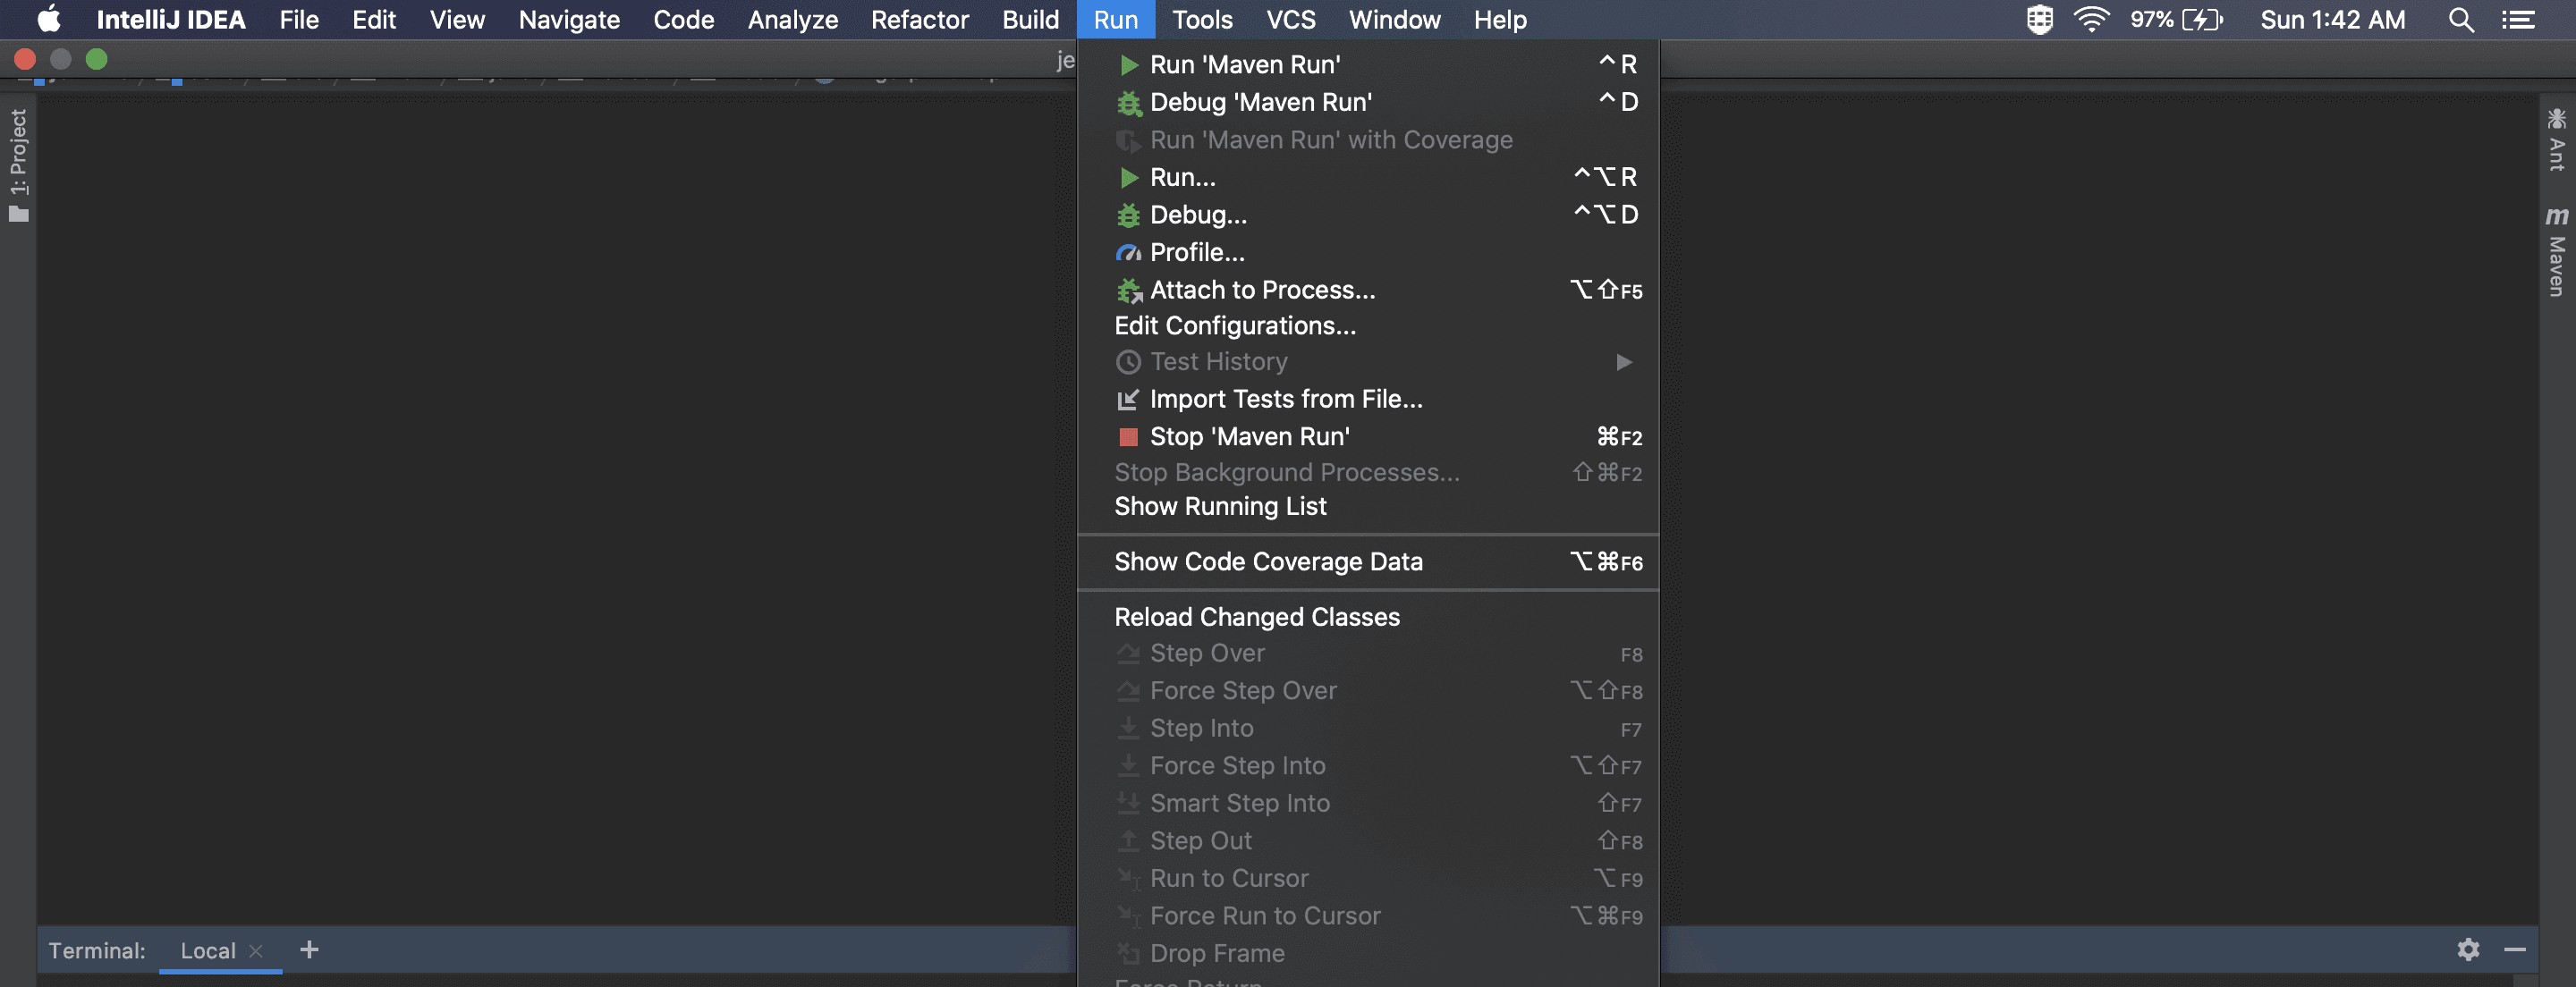 IntelliJ IDEA File Edit View Navigate Code Analyze Refactor Build Run Tools VCS Window Help 97% Sun 1:42 AM
je
1: Project
Run 'Maven Run' ^R
Debug 'Maven Run' ^D
Run 'Maven Run' with Coverage
Run... ^⌥R
Debug... ^⌥D
Profile...
Attach to Process... ⌥⇧F5
Edit Configurations...
Test History
Import Tests from File...
Stop 'Maven Run' ⌘F2
Stop Background Processes... ⇧⌘F2
Show Running List
Show Code Coverage Data ⌥⌘F6
Reload Changed Classes
Step Over F8
Force Step Over ⌥⇧F8
Step Into F7
Force Step Into ⌥⇧F7
Smart Step Into ⇧F7
Step Out ⇧F8
Run to Cursor ⌥F9
Force Run to Cursor ⌥⌘F9
Drop Frame
Force Return
Ant
m Maven
Terminal: Local × +